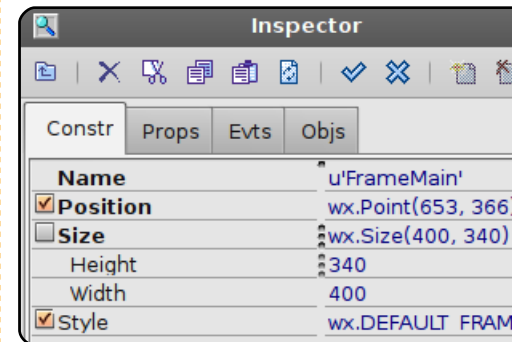 Inspector
Constr Props Evts Objs
Name u'FrameMain'
Position wx.Point(653, 366)
Size wx.Size(400, 340)
Height 340
Width 400
Style wx.DEFAULT_FRAM